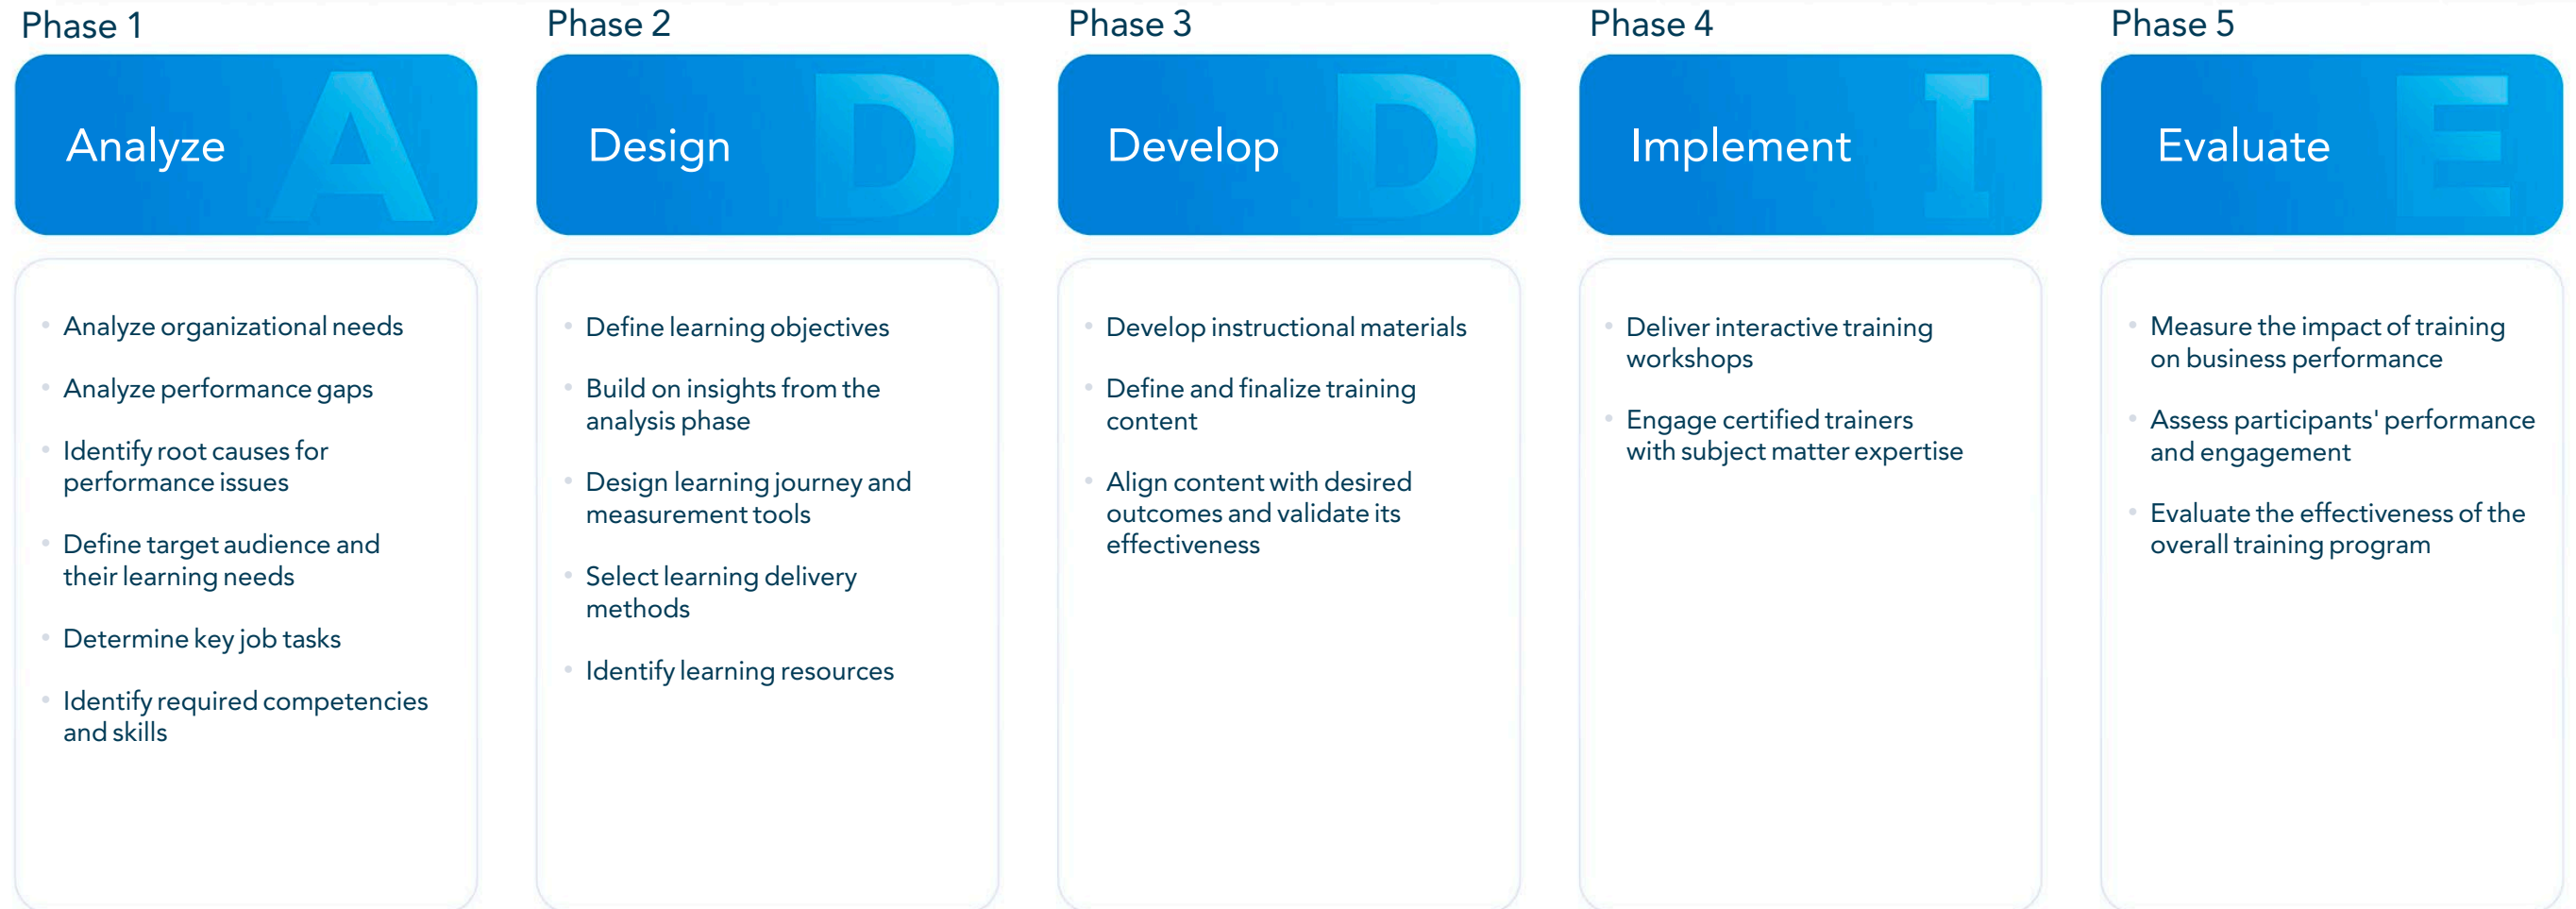 Phase 1
Analyze
A
• Analyze organizational needs
• Analyze performance gaps
• Identify root causes for
performance issues
• Define target audience and
their learning needs
• Determine key job tasks
• Identify required competencies
and skills
Phase 2
Design
D
• Define learning objectives
• Build on insights from the
analysis phase
• Design learning journey and
measurement tools
• Select learning delivery
methods
• Identify learning resources
Phase 3
Develop
D
• Develop instructional materials
• Define and finalize training
content
• Align content with desired
outcomes and validate its
effectiveness
Phase 4
Implement
I
• Deliver interactive training
workshops
• Engage certified trainers
with subject matter expertise
Phase 5
Evaluate
E
• Measure the impact of training
on business performance
• Assess participants' performance
and engagement
• Evaluate the effectiveness of the
overall training program